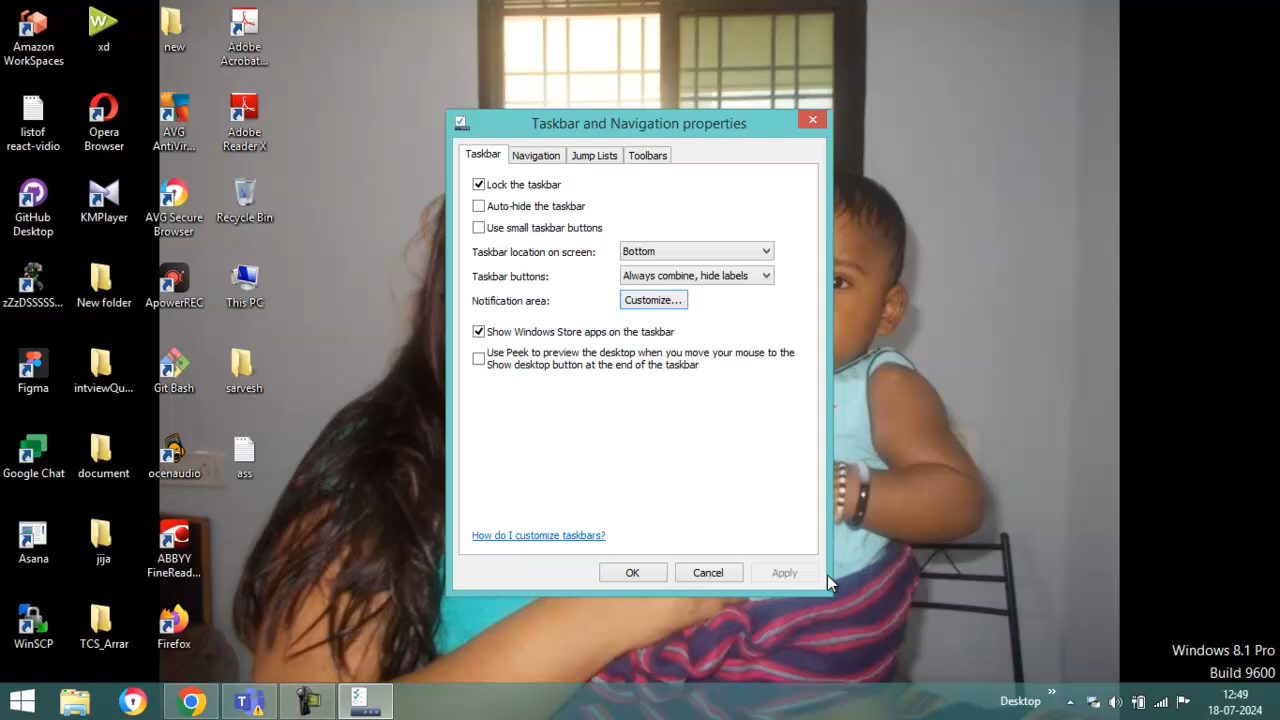 Amazon
WorkSpaces
xd
new
Adobe
Acrobat...
listof
react-vidio
Opera
Browser
AVG
AntiVir...
Adobe
Reader X
GitHub
Desktop
KMPlayer
AVG Secure
Browser
Recycle Bin
zZzDSSSSS...
New folder
ApowerREC
This PC
Figma
intviewQu...
Git Bash
sarvesh
Google Chat
document
ocenaudio
ass
Asana
jija
ABBYY
FineRead...
WinSCP
TCS_Arrar
Firefox
Taskbar and Navigation properties
Taskbar
Navigation
Jump Lists
Toolbars
Lock the taskbar
Auto-hide the taskbar
Use small taskbar buttons
Taskbar location on screen: Bottom
Taskbar buttons: Always combine, hide labels
Notification area: Customize...
Show Windows Store apps on the taskbar
Use Peek to preview the desktop when you move your mouse to the
Show desktop button at the end of the taskbar
How do I customize taskbars?
OK
Cancel
Apply
Windows 8.1 Pro
Build 9600
Desktop
12:49
18-07-2024